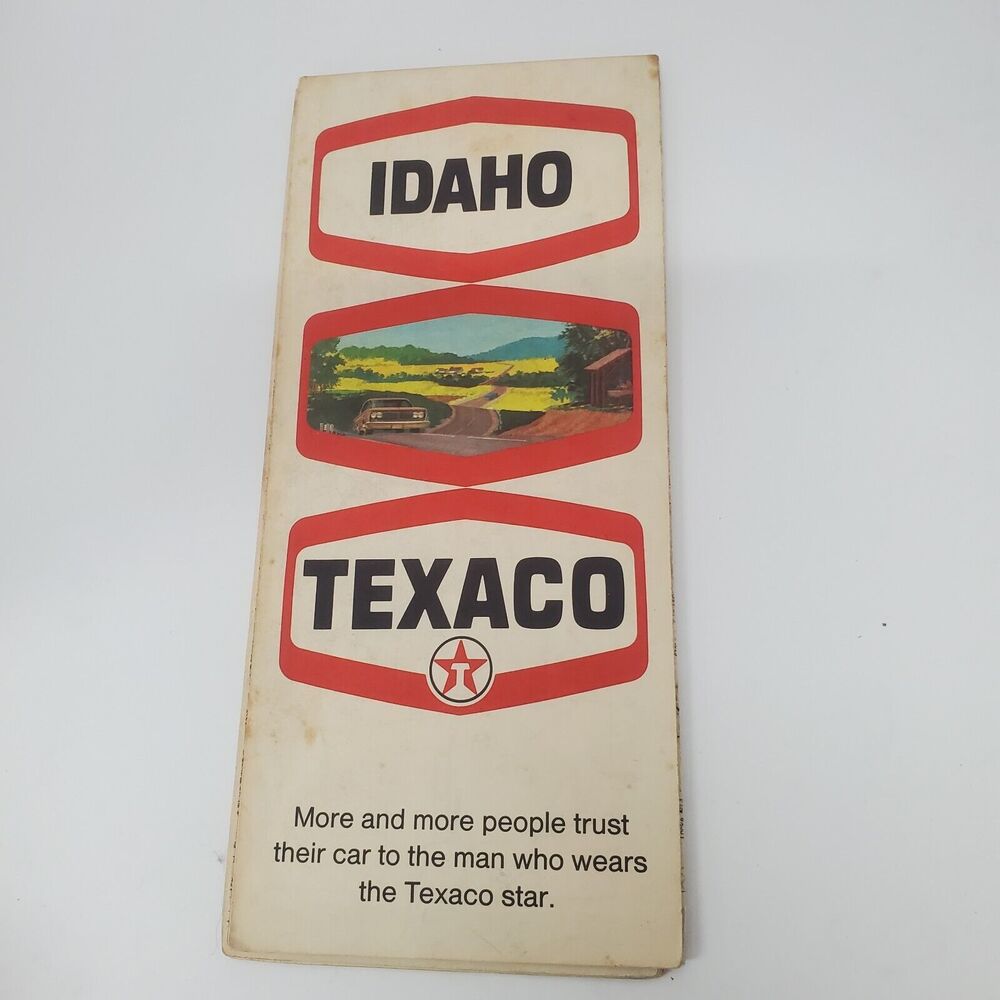 IDAHO
TEXACO
T
More and more people trust
their car to the man who wears
the Texaco star.